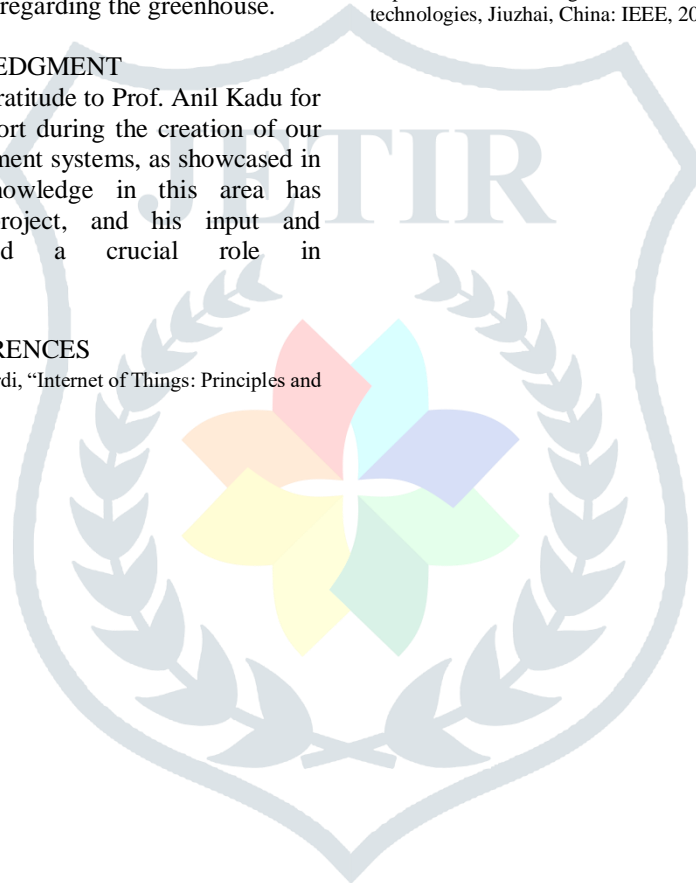 regarding the greenhouse.
EDGMENT
ratitude to Prof. Anil Kadu for
ort during the creation of our
ment systems, as showcased in
nowledge in this area has
roject, and his input and
d a crucial role in
RENCES
rdi, “Internet of Things: Principles and
technologies, Jiuzhai, China: IEEE, 20
JETIR